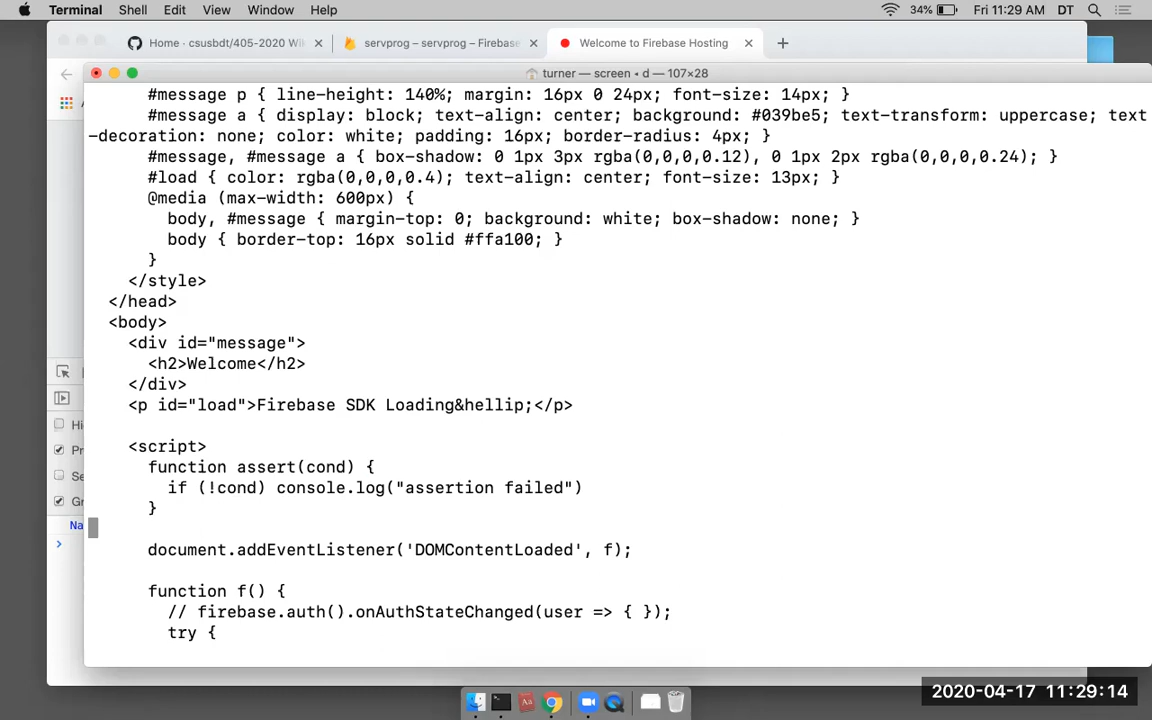 Terminal Shell Edit View Window Help 34% Fri 11:29 AM DT
Home · csusbdt/405-2020 Wi
servprog – servprog – Firebase
Welcome to Firebase Hosting
turner — screen ◂ d — 107×28
#message p { line-height: 140%; margin: 16px 0 24px; font-size: 14px; }
#message a { display: block; text-align: center; background: #039be5; text-transform: uppercase; text
-decoration: none; color: white; padding: 16px; border-radius: 4px; }
#message, #message a { box-shadow: 0 1px 3px rgba(0,0,0,0.12), 0 1px 2px rgba(0,0,0,0.24); }
#load { color: rgba(0,0,0,0.4); text-align: center; font-size: 13px; }
@media (max-width: 600px) {
body, #message { margin-top: 0; background: white; box-shadow: none; }
body { border-top: 16px solid #ffa100; }
}
</style>
</head>
<body>
<div id="message">
<h2>Welcome</h2>
</div>
<p id="load">Firebase SDK Loading&hellip;</p>
<script>
function assert(cond) {
if (!cond) console.log("assertion failed")
}
document.addEventListener('DOMContentLoaded', f);
function f() {
// firebase.auth().onAuthStateChanged(user => { });
try {
Hi
Pr
Se
Gr
Na
2020-04-17 11:29:14